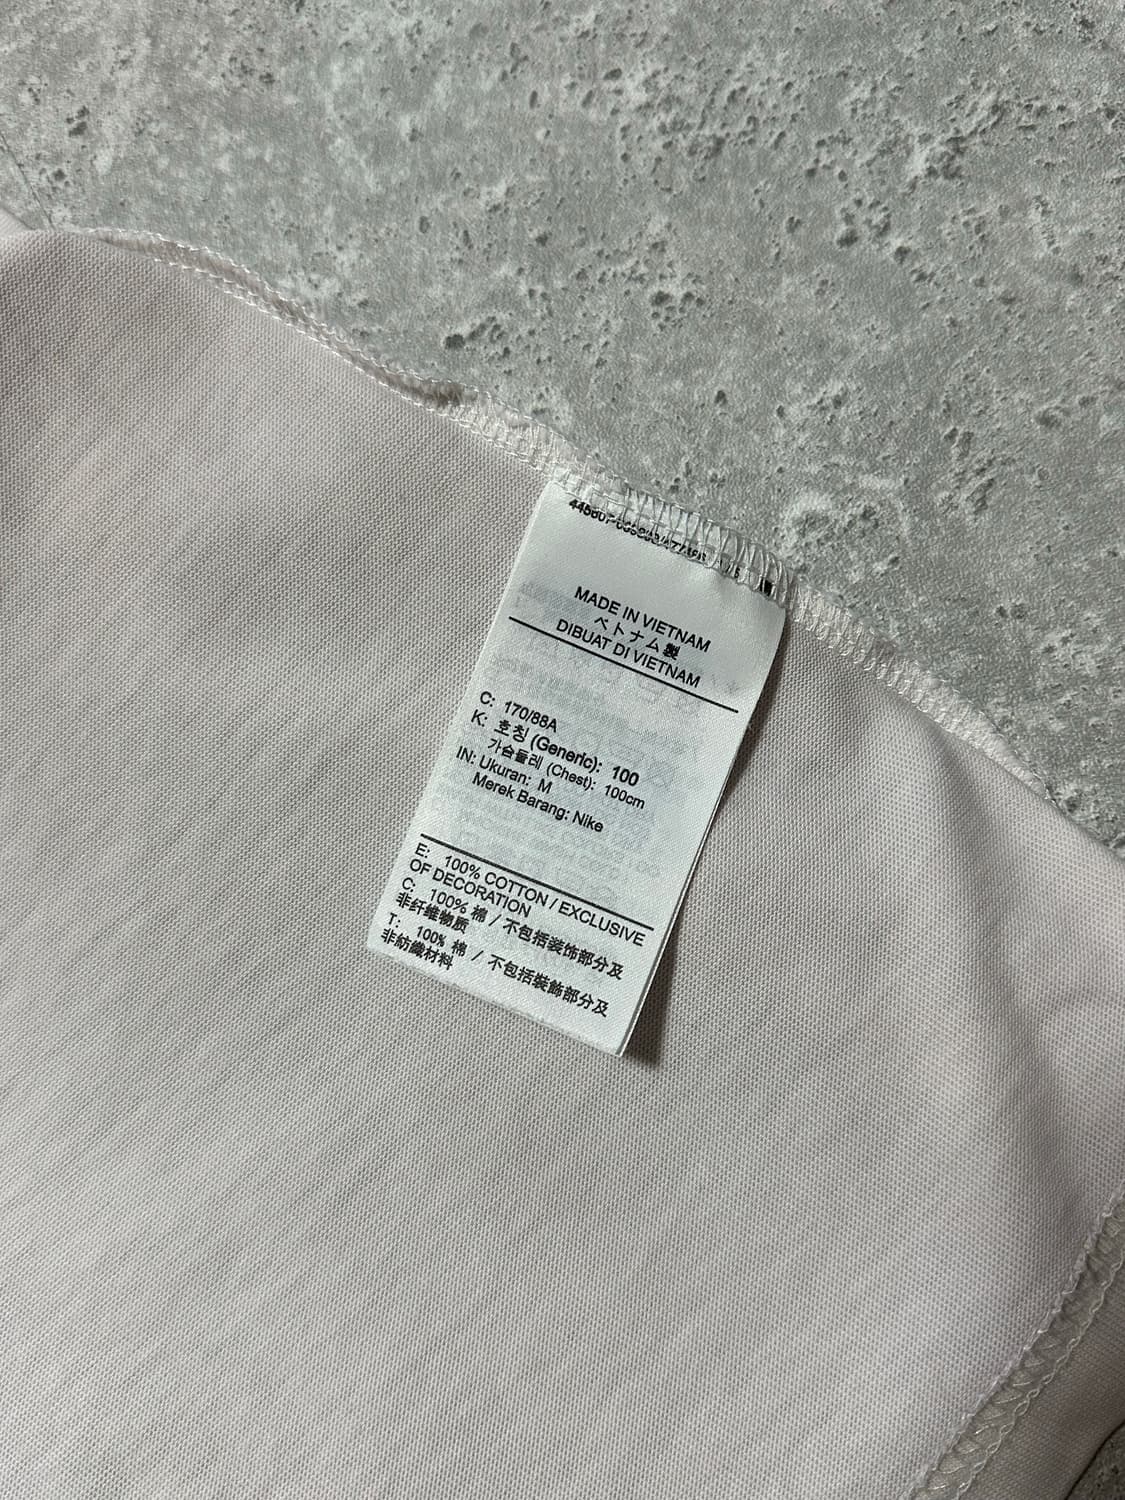 MADE IN VIETNAM
ベトナム製
DIBUAT DI VIETNAM
C: 170/88A
K: 호칭 (Generic): 100
가슴둘레 (Chest): 100cm
IN: Ukuran: M
Merek Barang: Nike
E: 100% COTTON / EXCLUSIVE
OF DECORATION
C: 100% 棉 / 不包括装饰部分及
非纤维物质
T: 100% 棉 / 不包括裝飾部分及
非紡織材料